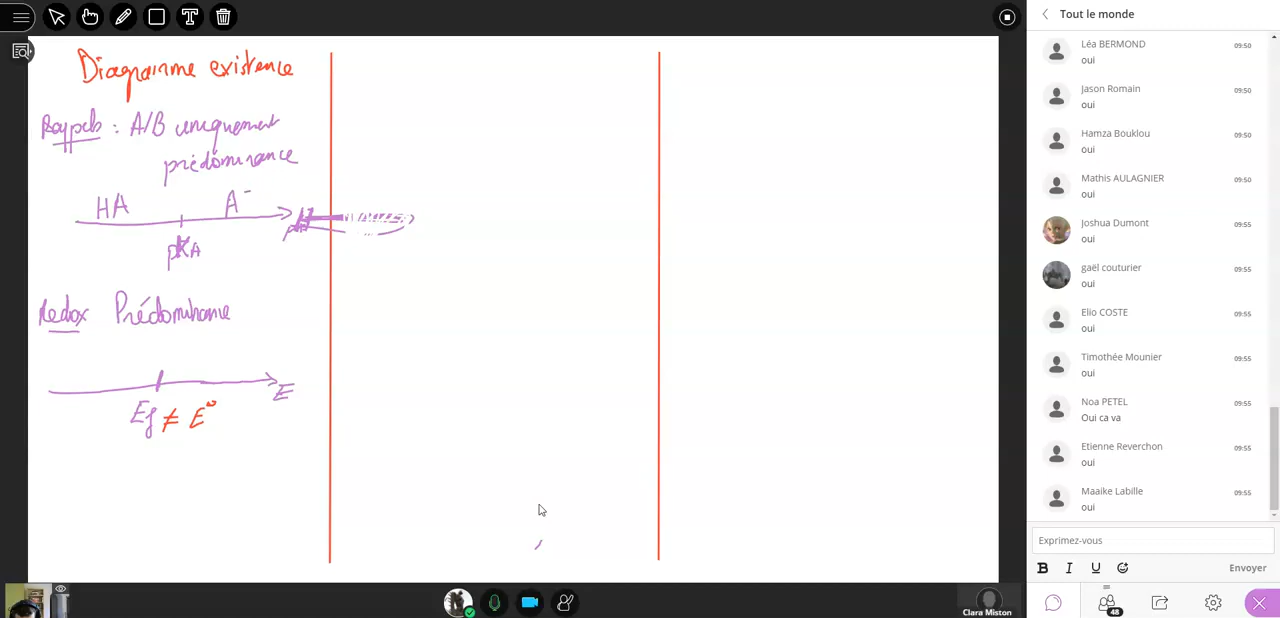 Diagramme existence
A/B uniquement
prédominance
HA A⁻
pKA
Redox Prédominance
E
Ef ≠ E°
Clara Miston
Tout le monde
Léa BERMOND 09:50
oui
Jason Romain 09:50
oui
Hamza Bouklou 09:50
oui
Mathis AULAGNIER 09:50
oui
Joshua Dumont 09:55
oui
gaël couturier 09:55
oui
Elio COSTE 09:55
oui
Timothée Mounier 09:55
oui
Noa PETEL 09:55
Oui ca va
Etienne Reverchon 09:55
oui
Maaike Labille 09:55
oui
Exprimez-vous
B I U Envoyer
48